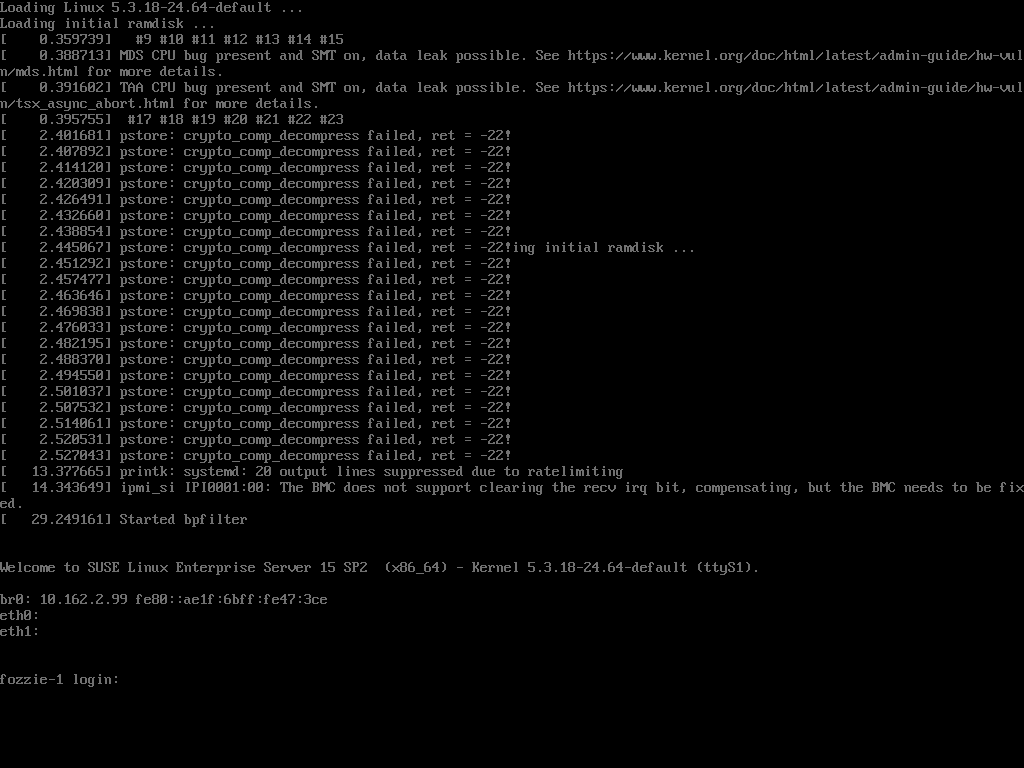 Loading Linux 5.3.18-24.64-default ...
Loading initial ramdisk ...
[    0.359739]   #9 #10 #11 #12 #13 #14 #15
[    0.388713] MDS CPU bug present and SMT on, data leak possible. See https://www.kernel.org/doc/html/latest/admin-guide/hw-vul
n/mds.html for more details.
[    0.391602] TAA CPU bug present and SMT on, data leak possible. See https://www.kernel.org/doc/html/latest/admin-guide/hw-vul
n/tsx_async_abort.html for more details.
[    0.395755]  #17 #18 #19 #20 #21 #22 #23
[    2.401681] pstore: crypto_comp_decompress failed, ret = -22!
[    2.407892] pstore: crypto_comp_decompress failed, ret = -22!
[    2.414120] pstore: crypto_comp_decompress failed, ret = -22!
[    2.420309] pstore: crypto_comp_decompress failed, ret = -22!
[    2.426491] pstore: crypto_comp_decompress failed, ret = -22!
[    2.432660] pstore: crypto_comp_decompress failed, ret = -22!
[    2.438854] pstore: crypto_comp_decompress failed, ret = -22!
[    2.445067] pstore: crypto_comp_decompress failed, ret = -22!ing initial ramdisk ...
[    2.451292] pstore: crypto_comp_decompress failed, ret = -22!
[    2.457477] pstore: crypto_comp_decompress failed, ret = -22!
[    2.463646] pstore: crypto_comp_decompress failed, ret = -22!
[    2.469838] pstore: crypto_comp_decompress failed, ret = -22!
[    2.476033] pstore: crypto_comp_decompress failed, ret = -22!
[    2.482195] pstore: crypto_comp_decompress failed, ret = -22!
[    2.488370] pstore: crypto_comp_decompress failed, ret = -22!
[    2.494550] pstore: crypto_comp_decompress failed, ret = -22!
[    2.501037] pstore: crypto_comp_decompress failed, ret = -22!
[    2.507532] pstore: crypto_comp_decompress failed, ret = -22!
[    2.514061] pstore: crypto_comp_decompress failed, ret = -22!
[    2.520531] pstore: crypto_comp_decompress failed, ret = -22!
[    2.527043] pstore: crypto_comp_decompress failed, ret = -22!
[   13.377665] printk: systemd: 20 output lines suppressed due to ratelimiting
[   14.343649] ipmi_si IPI0001:00: The BMC does not support clearing the recv irq bit, compensating, but the BMC needs to be fix
ed.
[   29.249161] Started bpfilter
Welcome to SUSE Linux Enterprise Server 15 SP2  (x86_64) - Kernel 5.3.18-24.64-default (ttyS1).
br0: 10.162.2.99 fe80::ae1f:6bff:fe47:3ce
eth0:
eth1:
fozzie-1 login: